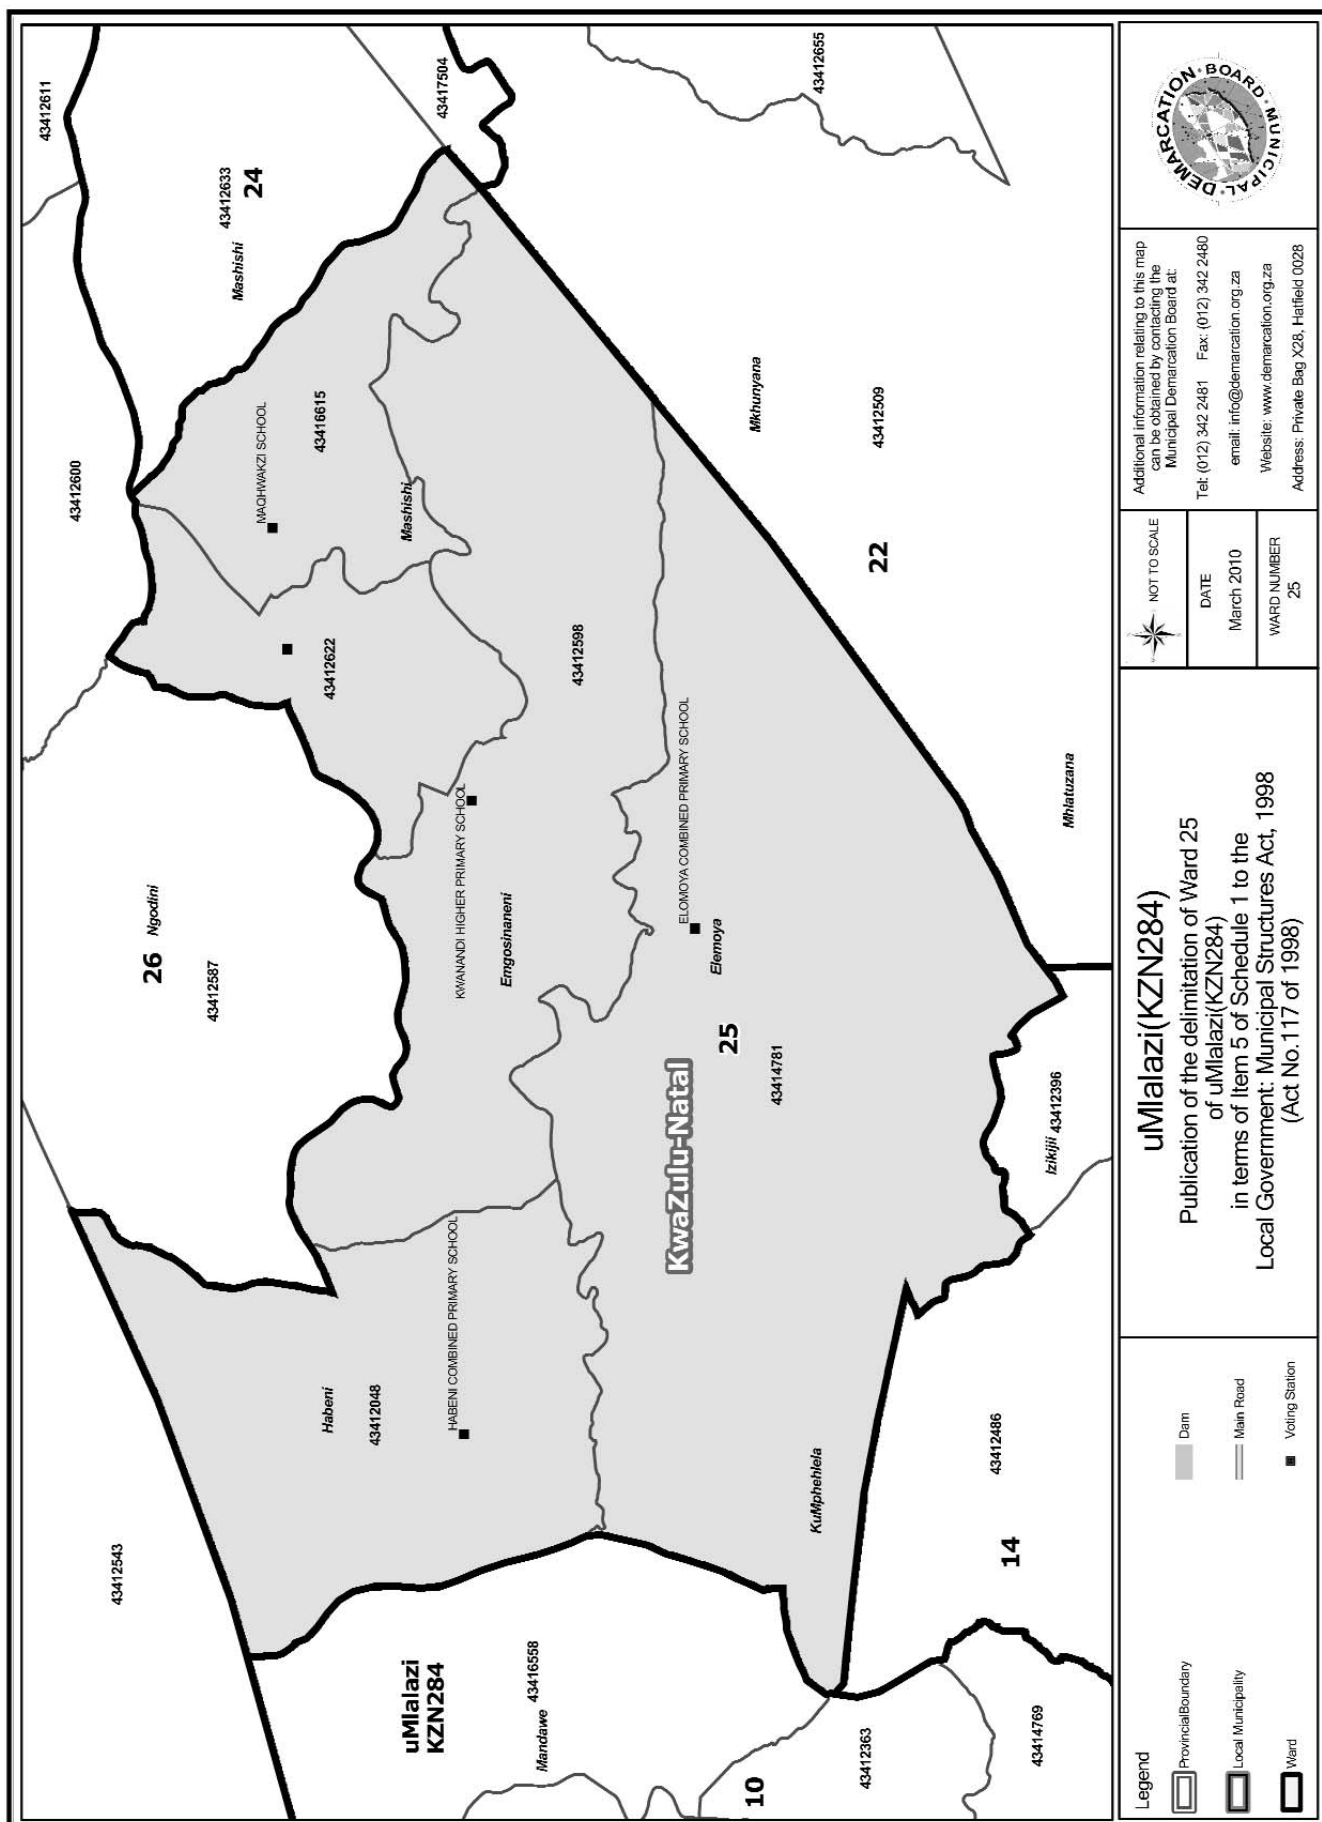 43412611
43417504
43412655
43412633
24
Mashishi
43412600
MAQHWAKZI SCHOOL
43416615
Mashishi
Mkhunyana
43412509
22
43412622
43412598
26
Ngodini
43412587
KWANANDI HIGHER PRIMARY SCHOOL
Emgosinaneni
ELOMOYA COMBINED PRIMARY SCHOOL
Elemoya
25
43414781
KwaZulu-Natal
Mhlatuzana
Izikijii
43412396
HABENI COMBINED PRIMARY SCHOOL
Habeni
43412048
43412543
KuMphehlela
43412486
14
uMlalazi
KZN284
43416558
Mandawe
10
43412363
43414769
Legend
ProvincialBoundary
Local Municipality
Ward
Dam
Main Road
Voting Station
uMlalazi(KZN284)
Publication of the delimitation of Ward 25
of uMlalazi(KZN284)
in terms of Item 5 of Schedule 1 to the
Local Government: Municipal Structures Act, 1998
(Act No.117 of 1998)
NOT TO SCALE
DATE
March 2010
WARD NUMBER
25
Additional information relating to this map
can be obtained by contacting the
Municipal Demarcation Board at:
Tel: (012) 342 2481 Fax: (012) 342 2480
email: info@demarcation.org.za
Website: www.demarcation.org.za
Address: Private Bag X28, Hatfield 0028
MUNICIPAL · DEMARCATION · BOARD ·